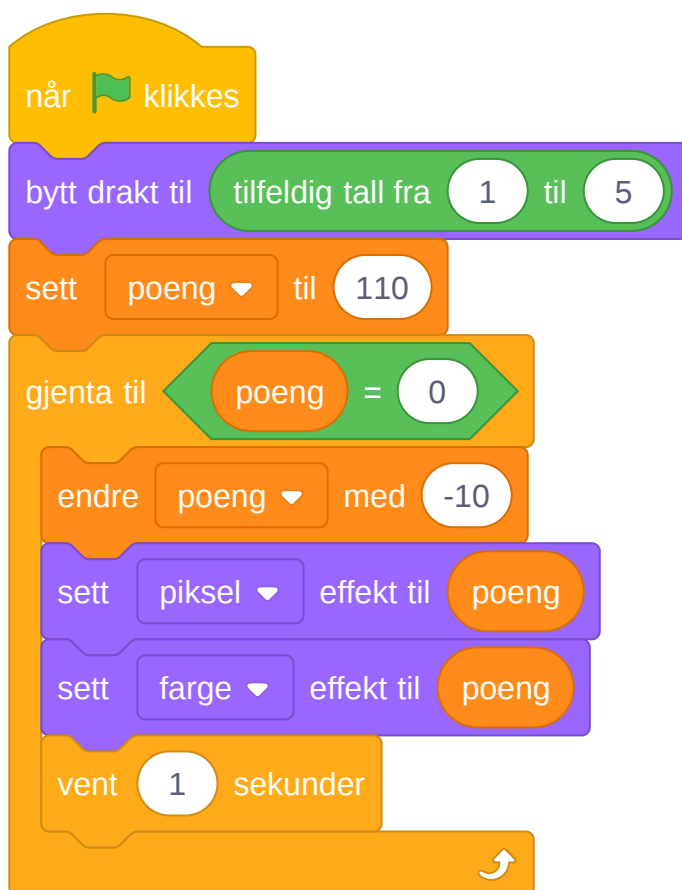 når klikkes
bytt drakt til tilfeldig tall fra 1 til 5
sett poeng til 110
gjenta til poeng = 0
endre poeng med -10
sett piksel effekt til poeng
sett farge effekt til poeng
vent 1 sekunder